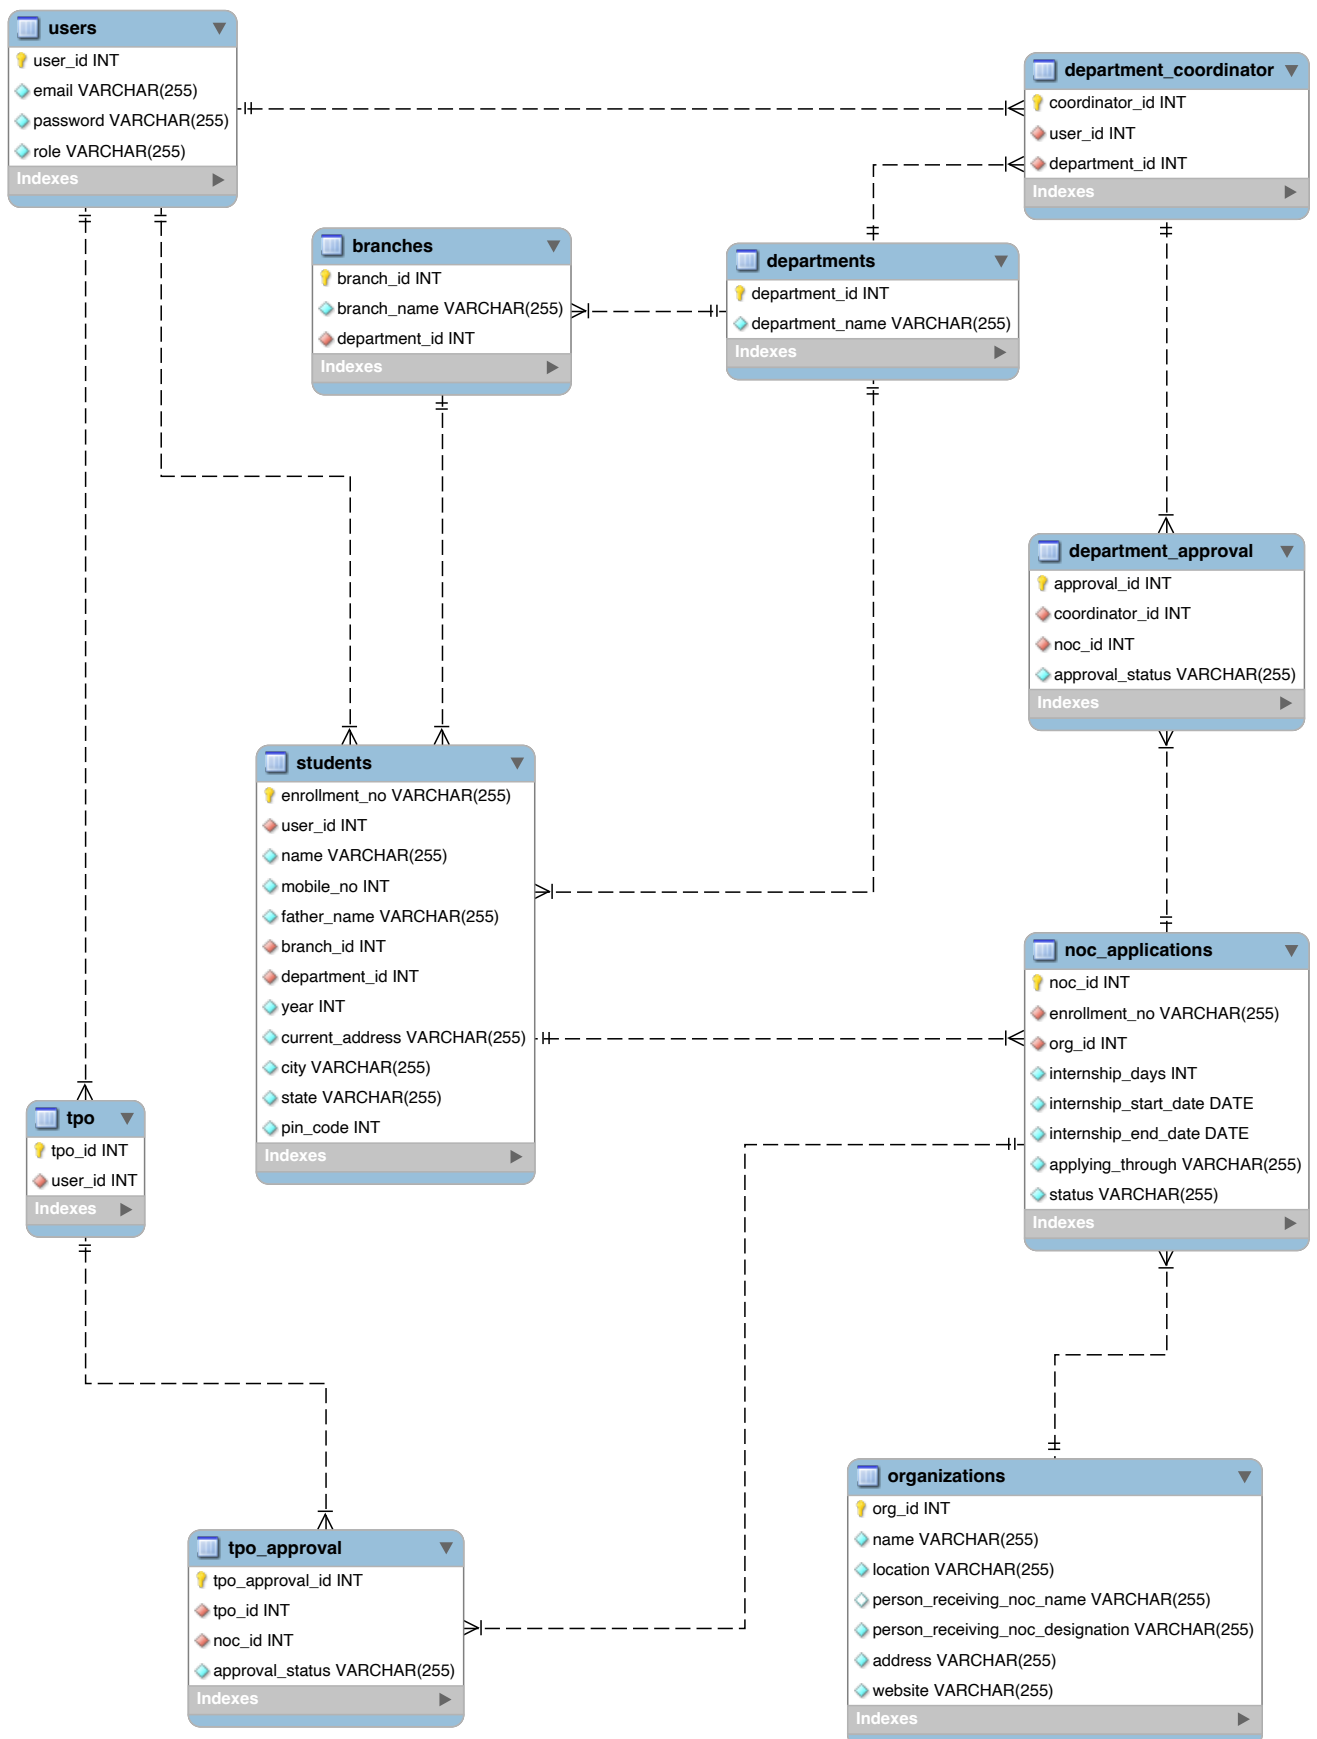 users
user_id INT
email VARCHAR(255)
password VARCHAR(255)
role VARCHAR(255)
Indexes
department_coordinator
coordinator_id INT
user_id INT
department_id INT
Indexes
branches
branch_id INT
branch_name VARCHAR(255)
department_id INT
Indexes
departments
department_id INT
department_name VARCHAR(255)
Indexes
department_approval
approval_id INT
coordinator_id INT
noc_id INT
approval_status VARCHAR(255)
Indexes
students
enrollment_no VARCHAR(255)
user_id INT
name VARCHAR(255)
mobile_no INT
father_name VARCHAR(255)
branch_id INT
department_id INT
year INT
current_address VARCHAR(255)
city VARCHAR(255)
state VARCHAR(255)
pin_code INT
Indexes
noc_applications
noc_id INT
enrollment_no VARCHAR(255)
org_id INT
internship_days INT
internship_start_date DATE
internship_end_date DATE
applying_through VARCHAR(255)
status VARCHAR(255)
Indexes
tpo
tpo_id INT
user_id INT
Indexes
organizations
org_id INT
name VARCHAR(255)
location VARCHAR(255)
person_receiving_noc_name VARCHAR(255)
person_receiving_noc_designation VARCHAR(255)
address VARCHAR(255)
website VARCHAR(255)
Indexes
tpo_approval
tpo_approval_id INT
tpo_id INT
noc_id INT
approval_status VARCHAR(255)
Indexes